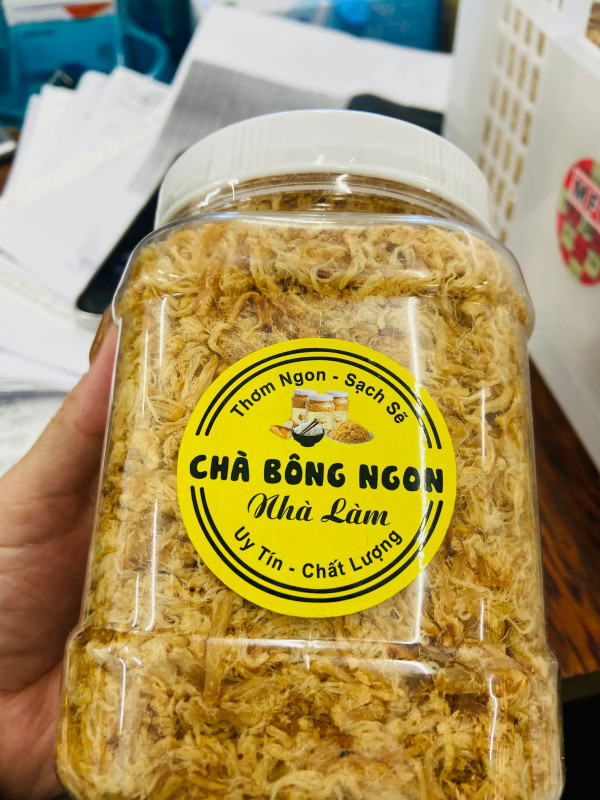 Thơm Ngon - Sạch Sẽ
CHÀ BÔNG NGON
Nhà Làm
Uy Tín - Chất Lượng